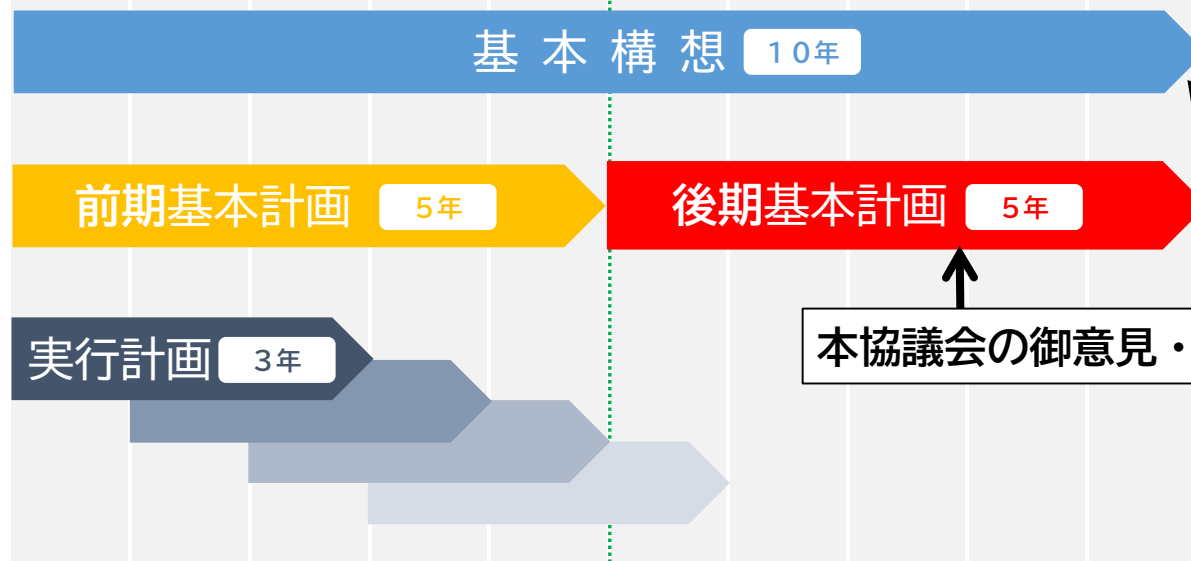 基本構想 10年
前期基本計画 5年
後期基本計画 5年
実行計画 3年
本協議会の御意見・